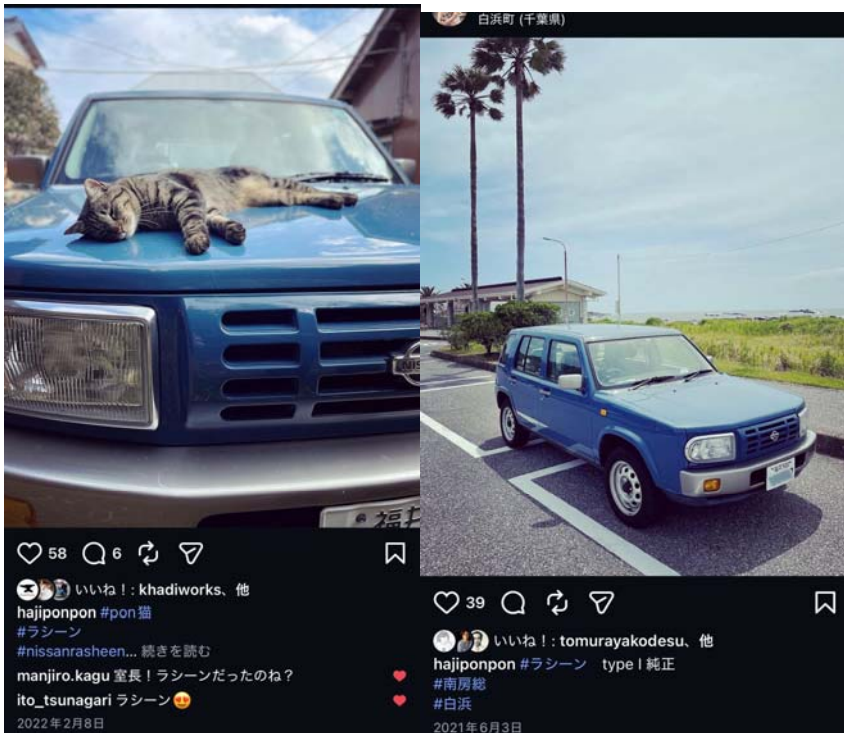 福井
58
6
いいね！: khadiworks、他
hajiponpon #pon猫
#ラシーン
#nissanrasheen... 続きを読む
manjiro.kagu 室長！ラシーンだったのね？
ito_tsunagari ラシーン😍
2022年2月8日
白浜町 (千葉県)
39
いいね！: tomurayakodesu、他
hajiponpon #ラシーン　type I 純正
#南房総
#白浜
2021年6月3日